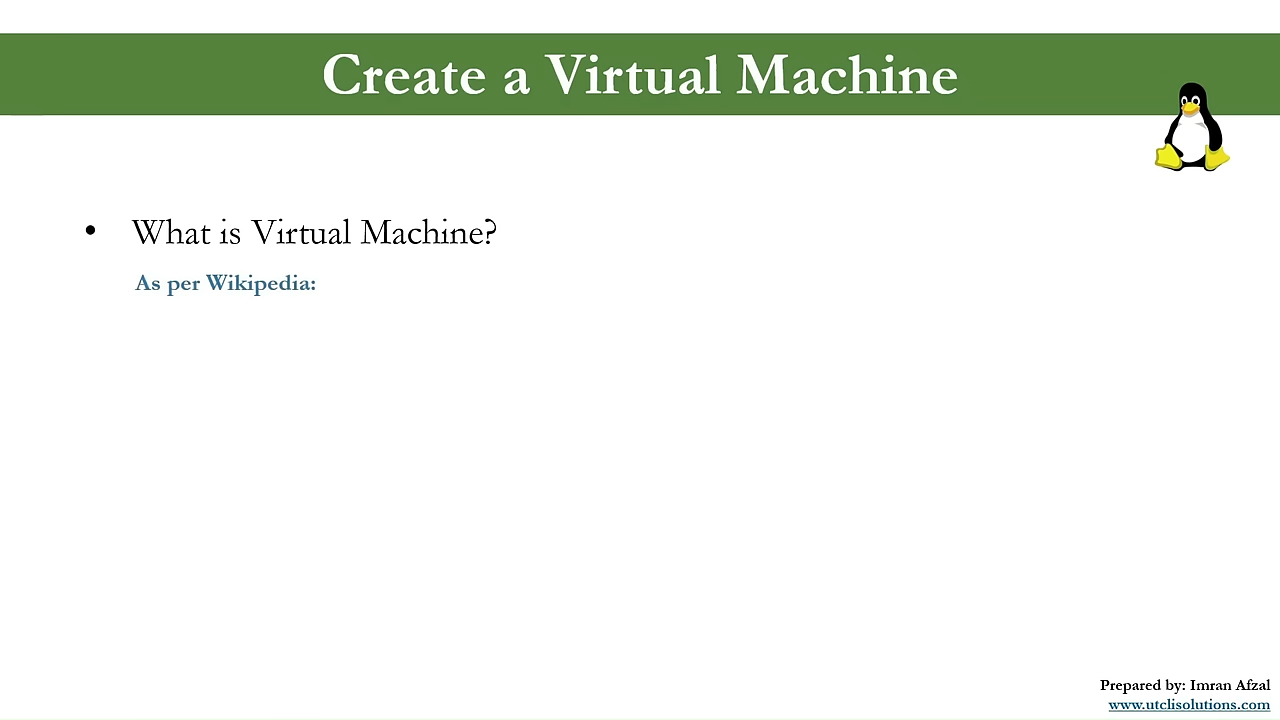 Create a Virtual Machine
• What is Virtual Machine?
As per Wikipedia:
Prepared by: Imran Afzal
www.utclisolutions.com